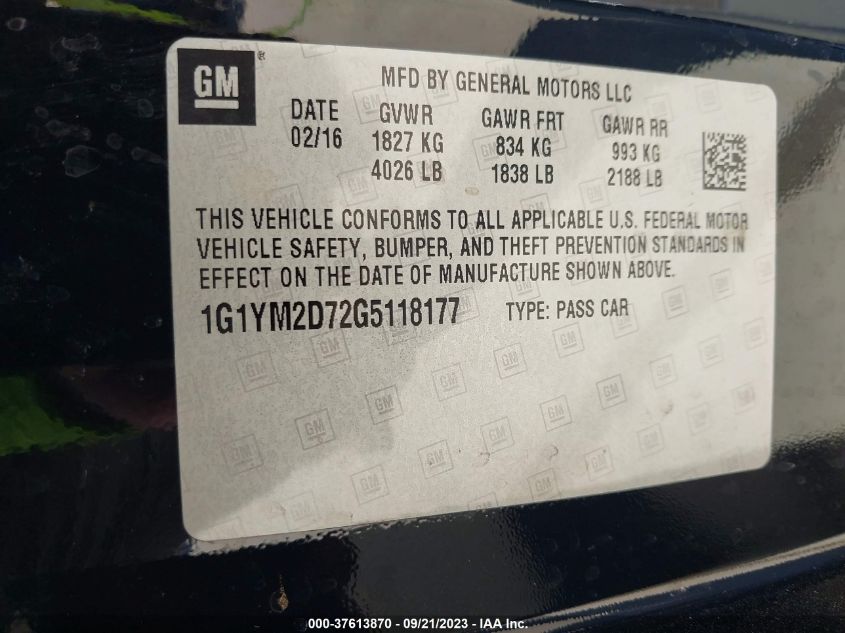 GM ®
MFD BY GENERAL MOTORS LLC
DATE GVWR GAWR FRT GAWR RR
02/16 1827 KG 834 KG 993 KG
4026 LB 1838 LB 2188 LB
THIS VEHICLE CONFORMS TO ALL APPLICABLE U.S. FEDERAL MOTOR
VEHICLE SAFETY, BUMPER, AND THEFT PREVENTION STANDARDS IN
EFFECT ON THE DATE OF MANUFACTURE SHOWN ABOVE.
1G1YM2D72G5118177 TYPE: PASS CAR
000-37613870 - 09/21/2023 - IAA Inc.